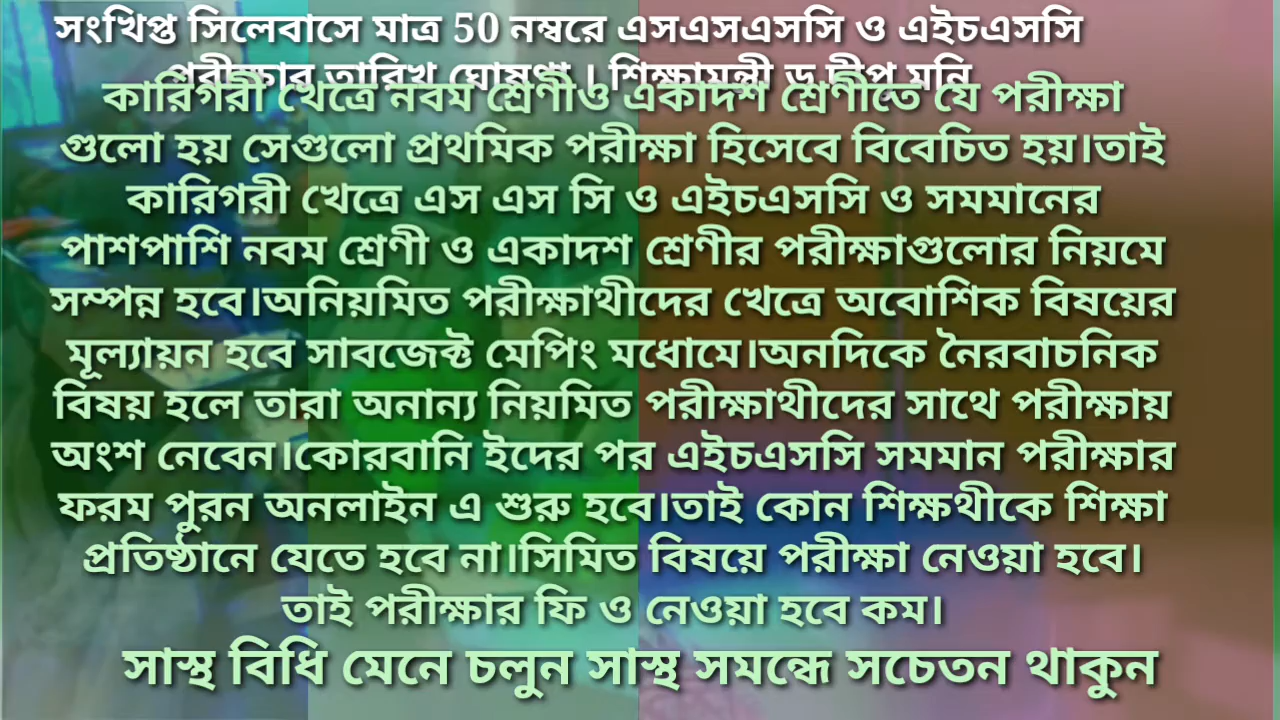 সংখিপ্ত সিলেবাসে মাত্র 50 নম্বরে এসএসএসসি ও এইচএসসি
পরীক্ষার তারিখ ঘোষণা । শিক্ষামন্ত্রী ড দীপু মনি
কারিগরী খেত্রে নবম শ্রেণীও একাদশ শ্রেণীতে যে পরীক্ষা
গুলো হয় সেগুলো প্রথমিক পরীক্ষা হিসেবে বিবেচিত হয়।তাই
কারিগরী খেত্রে এস এস সি ও এইচএসসি ও সমমানের
পাশপাশি নবম শ্রেণী ও একাদশ শ্রেণীর পরীক্ষাগুলোর নিয়মে
সম্পন্ন হবে।অনিয়মিত পরীক্ষাথীদের খেত্রে অবোশিক বিষয়ের
মূল্যায়ন হবে সাবজেক্ট মেপিং মধোমে।অনদিকে নৈরবাচনিক
বিষয় হলে তারা অনান্য নিয়মিত পরীক্ষাথীদের সাথে পরীক্ষায়
অংশ নেবেন।কোরবানি ইদের পর এইচএসসি সমমান পরীক্ষার
ফরম পুরন অনলাইন এ শুরু হবে।তাই কোন শিক্ষথীকে শিক্ষা
প্রতিষ্ঠানে যেতে হবে না।সিমিত বিষয়ে পরীক্ষা নেওয়া হবে।
তাই পরীক্ষার ফি ও নেওয়া হবে কম।
সাস্থ বিধি মেনে চলুন সাস্থ সমন্ধে সচেতন থাকুন